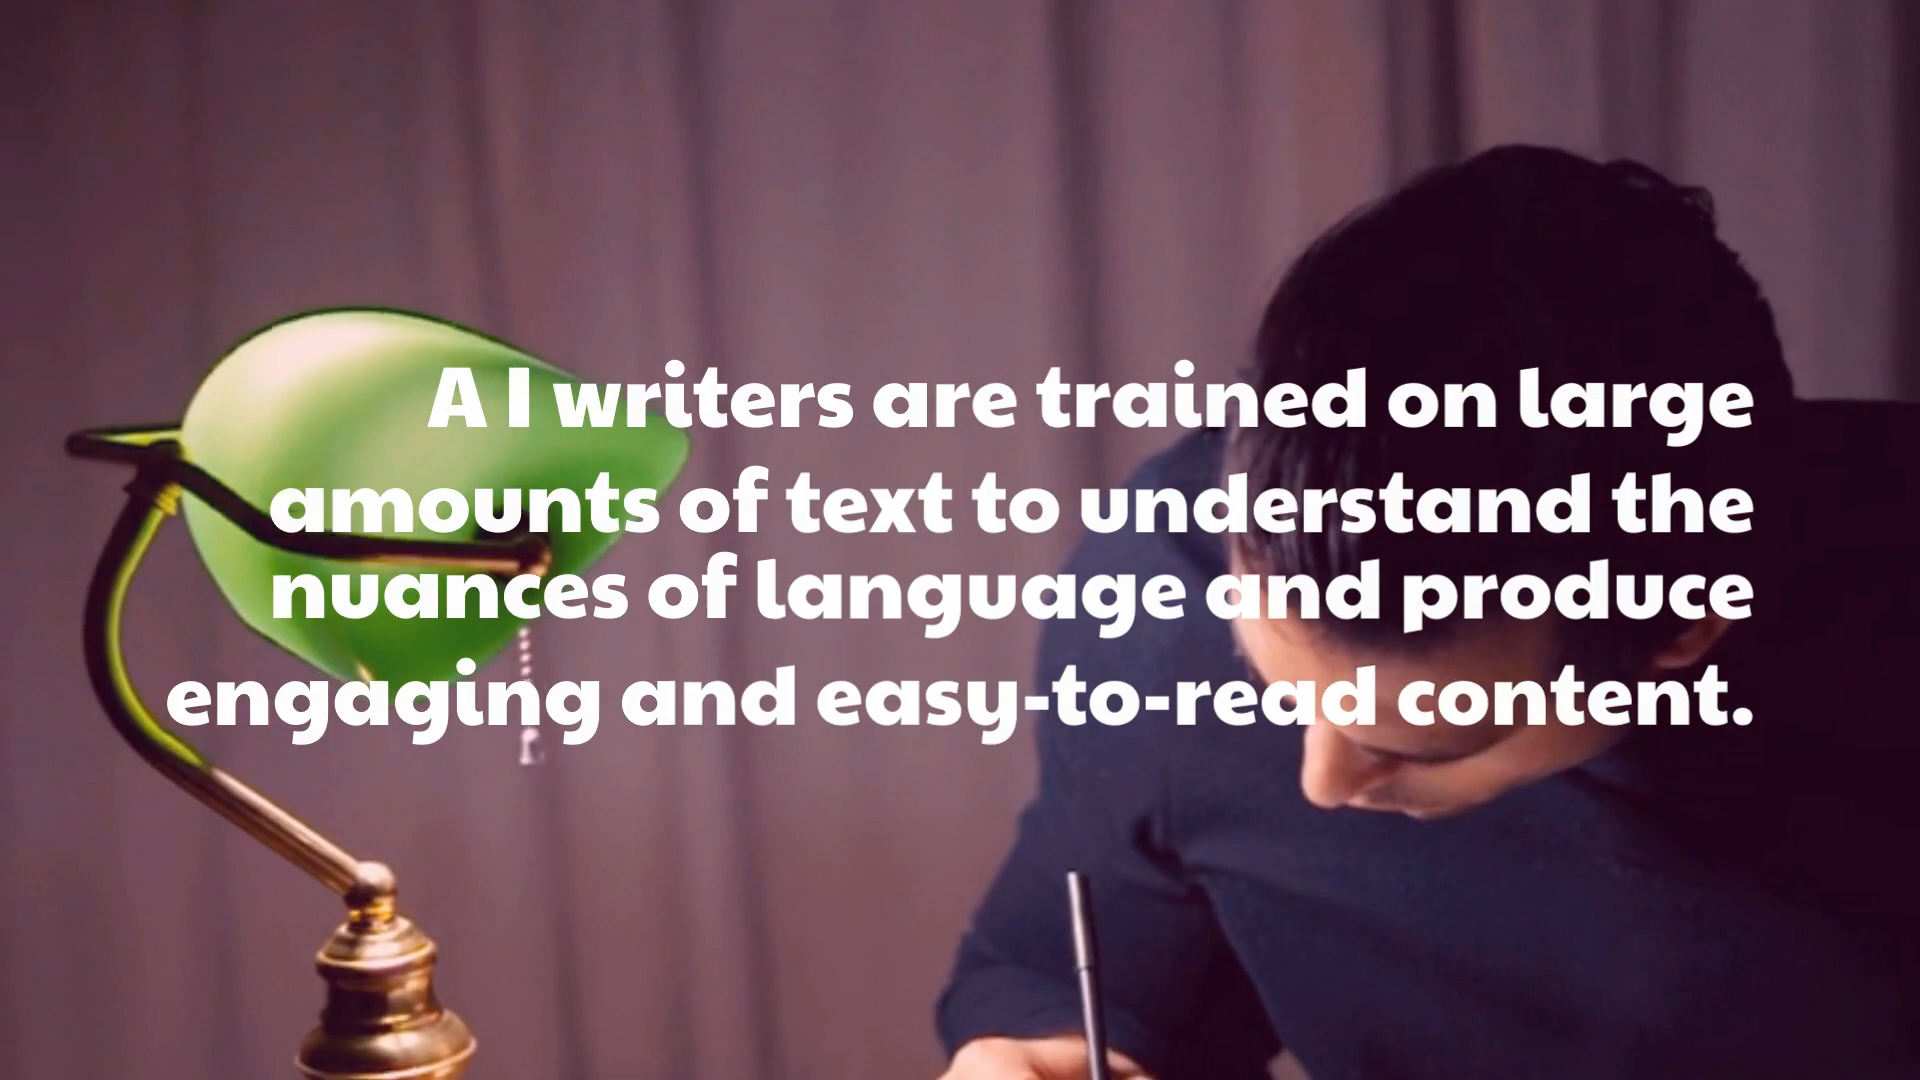 A I writers are trained on large
amounts of text to understand the
nuances of language and produce
engaging and easy-to-read content.